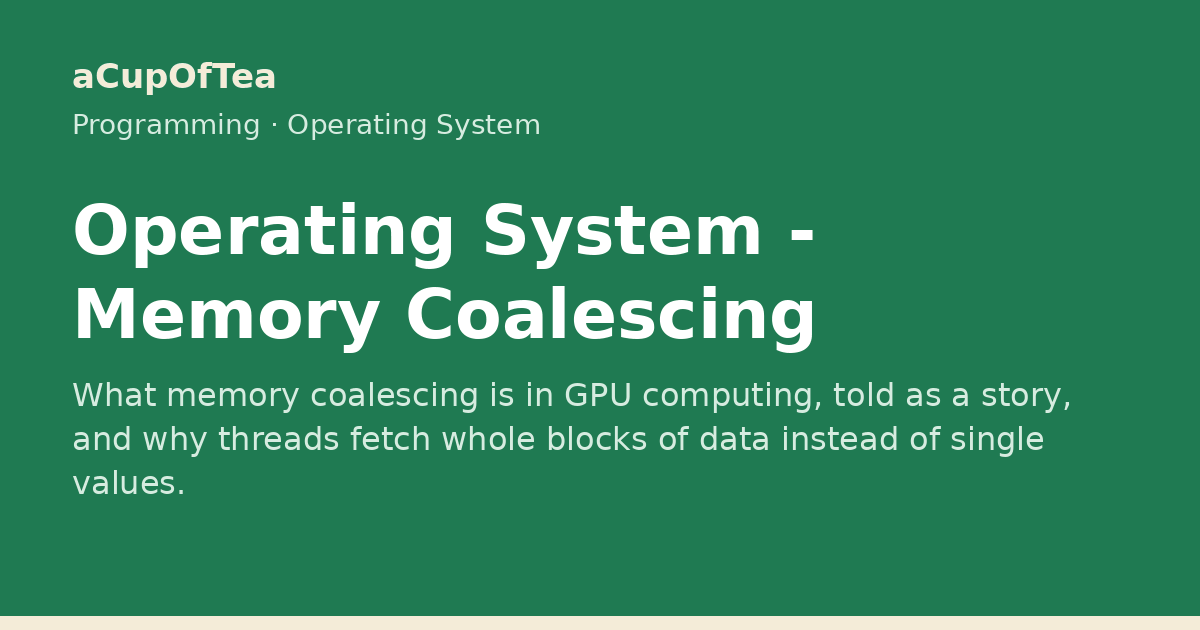 aCupOfTea
Programming · Operating System
Operating System -
Memory Coalescing
What memory coalescing is in GPU computing, told as a story,
and why threads fetch whole blocks of data instead of single
values.